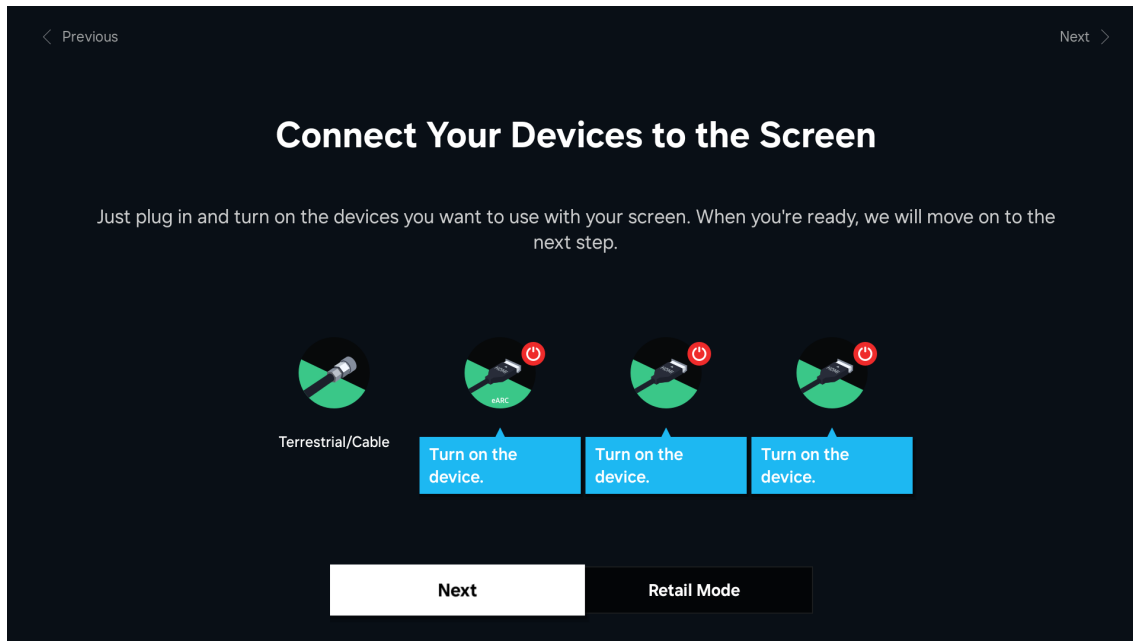 Previous
Next
Connect Your Devices to the Screen
Just plug in and turn on the devices you want to use with your screen. When you're ready, we will move on to the
next step.
eARC
Terrestrial/Cable
Turn on the
device.
Turn on the
device.
Turn on the
device.
Next
Retail Mode